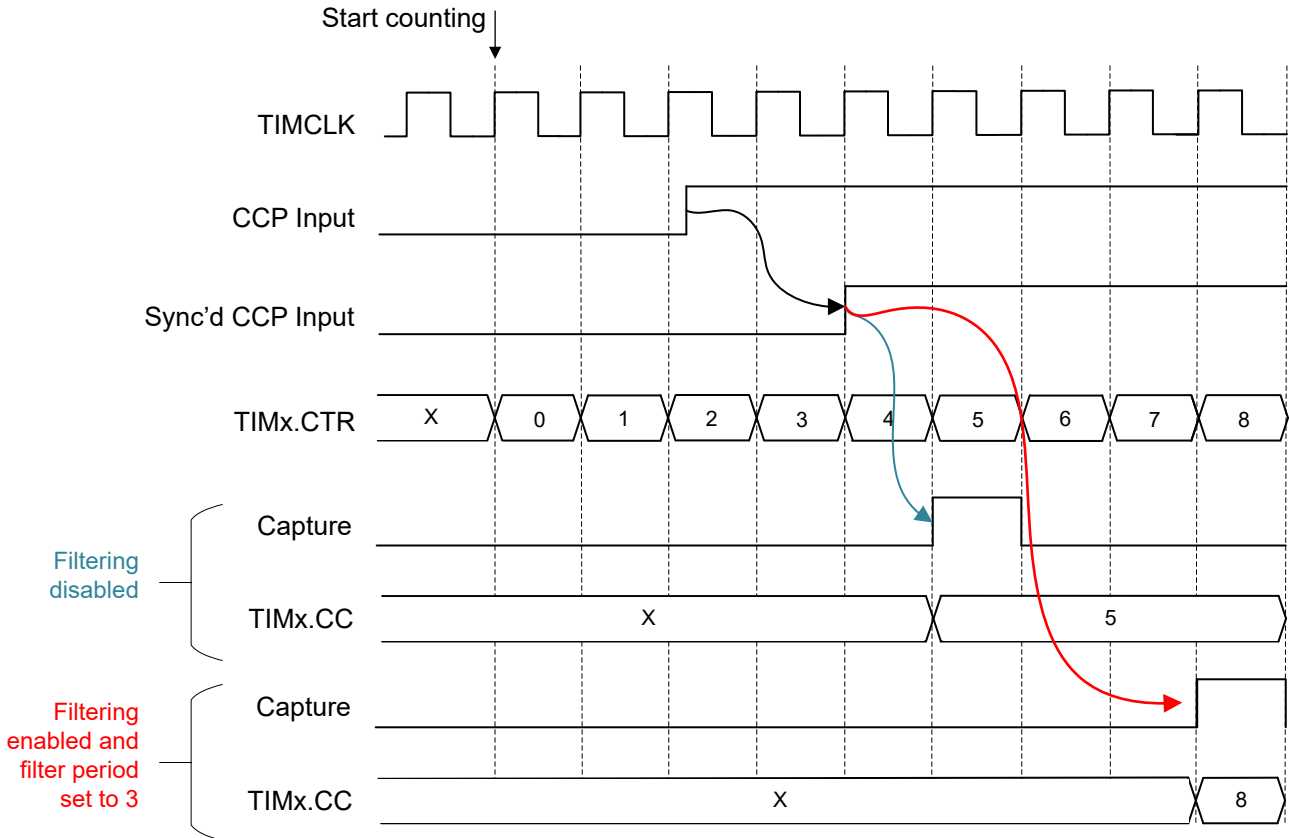 Start counting
TIMCLK
CCP Input
Sync'd CCP Input
TIMx.CTR
X 0 1 2 3 4 5 6 7 8
Filtering
disabled
Capture
TIMx.CC
X 5
Filtering
enabled and
filter period
set to 3
Capture
TIMx.CC
X 8